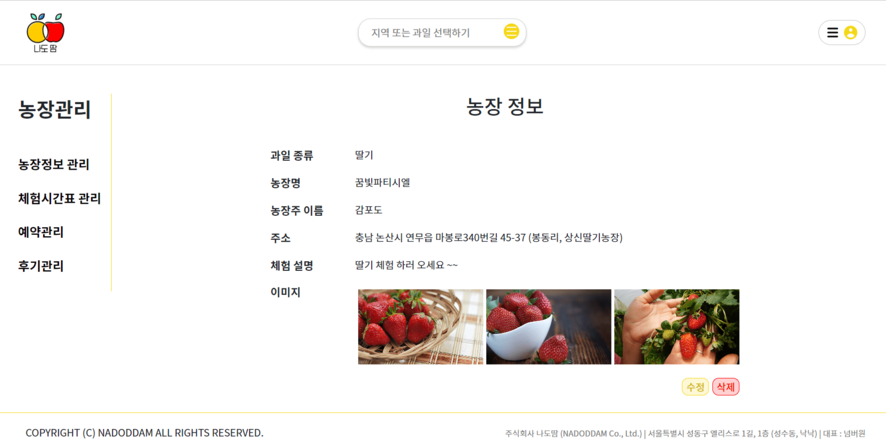 나도땀
지역 또는 과일 선택하기
농장관리
농장정보 관리
체험시간표 관리
예약관리
후기관리
농장 정보
과일 종류 딸기
농장명 꿈빛파티시엘
농장주 이름 감포도
주소 충남 논산시 연무읍 마봉로340번길 45-37 (봉동리, 상신딸기농장)
체험 설명 딸기 체험 하러 오세요 ~~
이미지
수정 삭제
COPYRIGHT (C) NADODDAM ALL RIGHTS RESERVED.
주식회사 나도땀 (NADODDAM Co., Ltd.) | 서울특별시 성동구 앨리스로 1길, 1층 (성수동, 낙낙) | 대표 : 넘버원